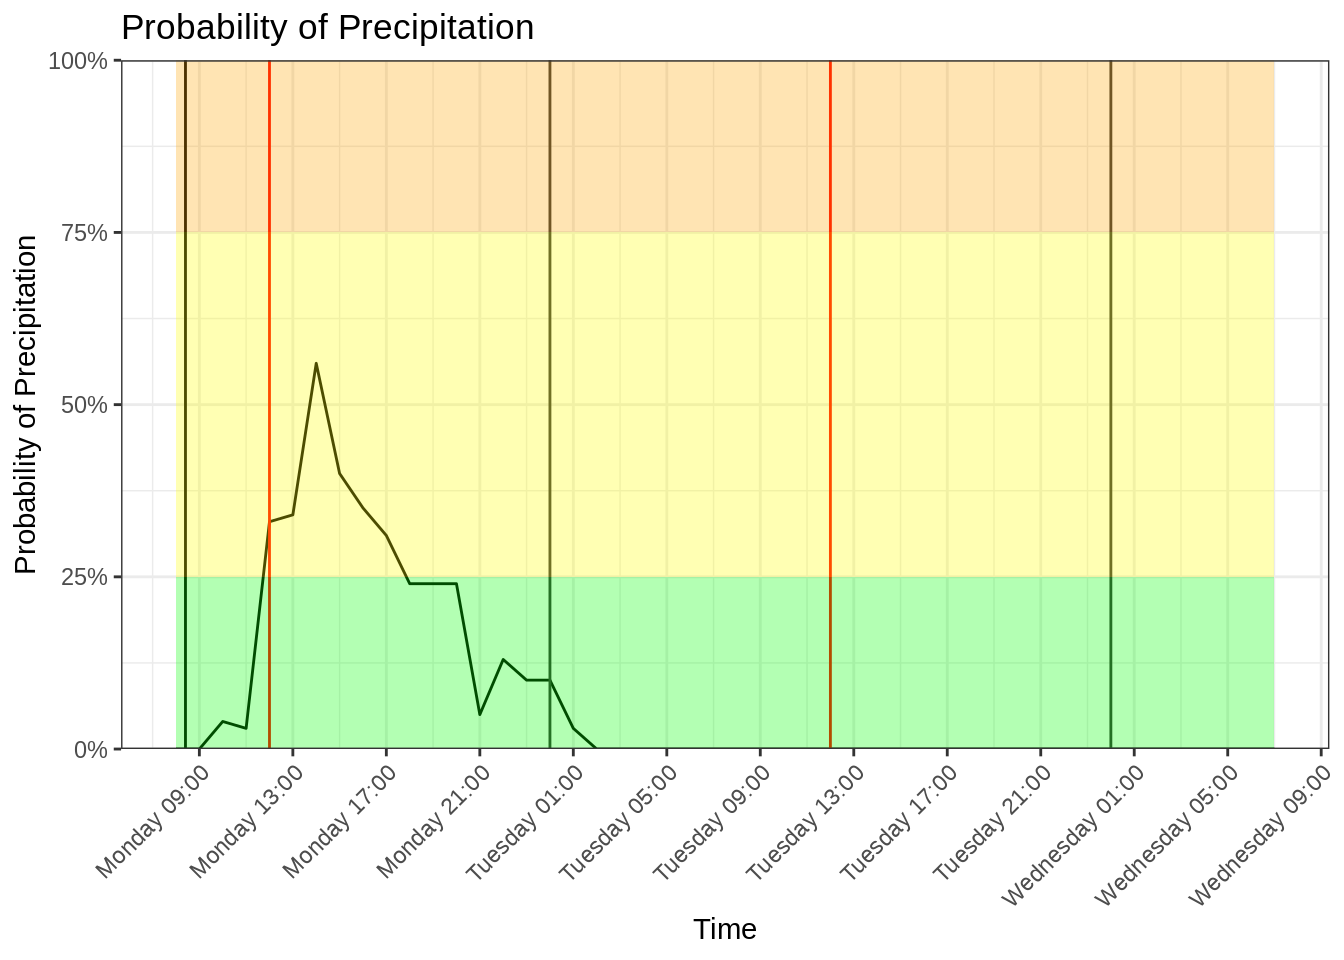 Probability of Precipitation
Probability of Precipitation
100%
75%
50%
25%
0%
Monday 09:00
Monday 13:00
Monday 17:00
Monday 21:00
Tuesday 01:00
Tuesday 05:00
Tuesday 09:00
Tuesday 13:00
Tuesday 17:00
Tuesday 21:00
Wednesday 01:00
Wednesday 05:00
Wednesday 09:00
Time